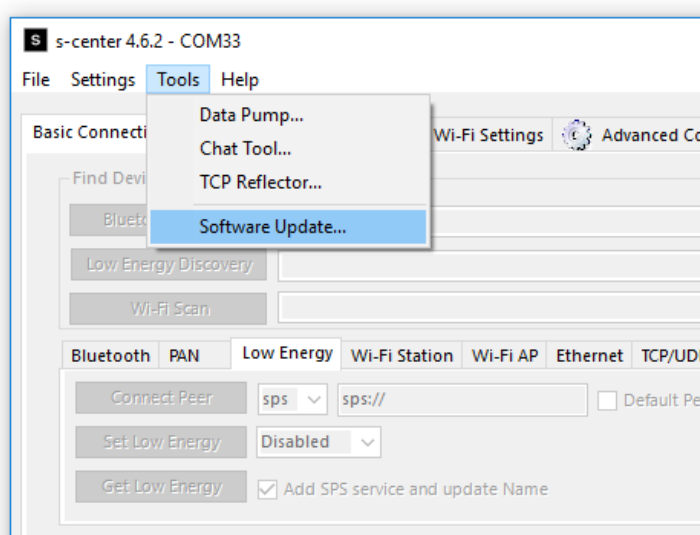 S s-center 4.6.2 - COM33
File Settings Tools Help
Data Pump...
Chat Tool...
TCP Reflector...
Software Update...
Basic Connecti Wi-Fi Settings Advanced Co
Find Devi
Blueto
Low Energy Discovery
Wi-Fi Scan
Bluetooth PAN Low Energy Wi-Fi Station Wi-Fi AP Ethernet TCP/UD
Connect Peer sps sps:// Default Pe
Set Low Energy Disabled
Get Low Energy Add SPS service and update Name